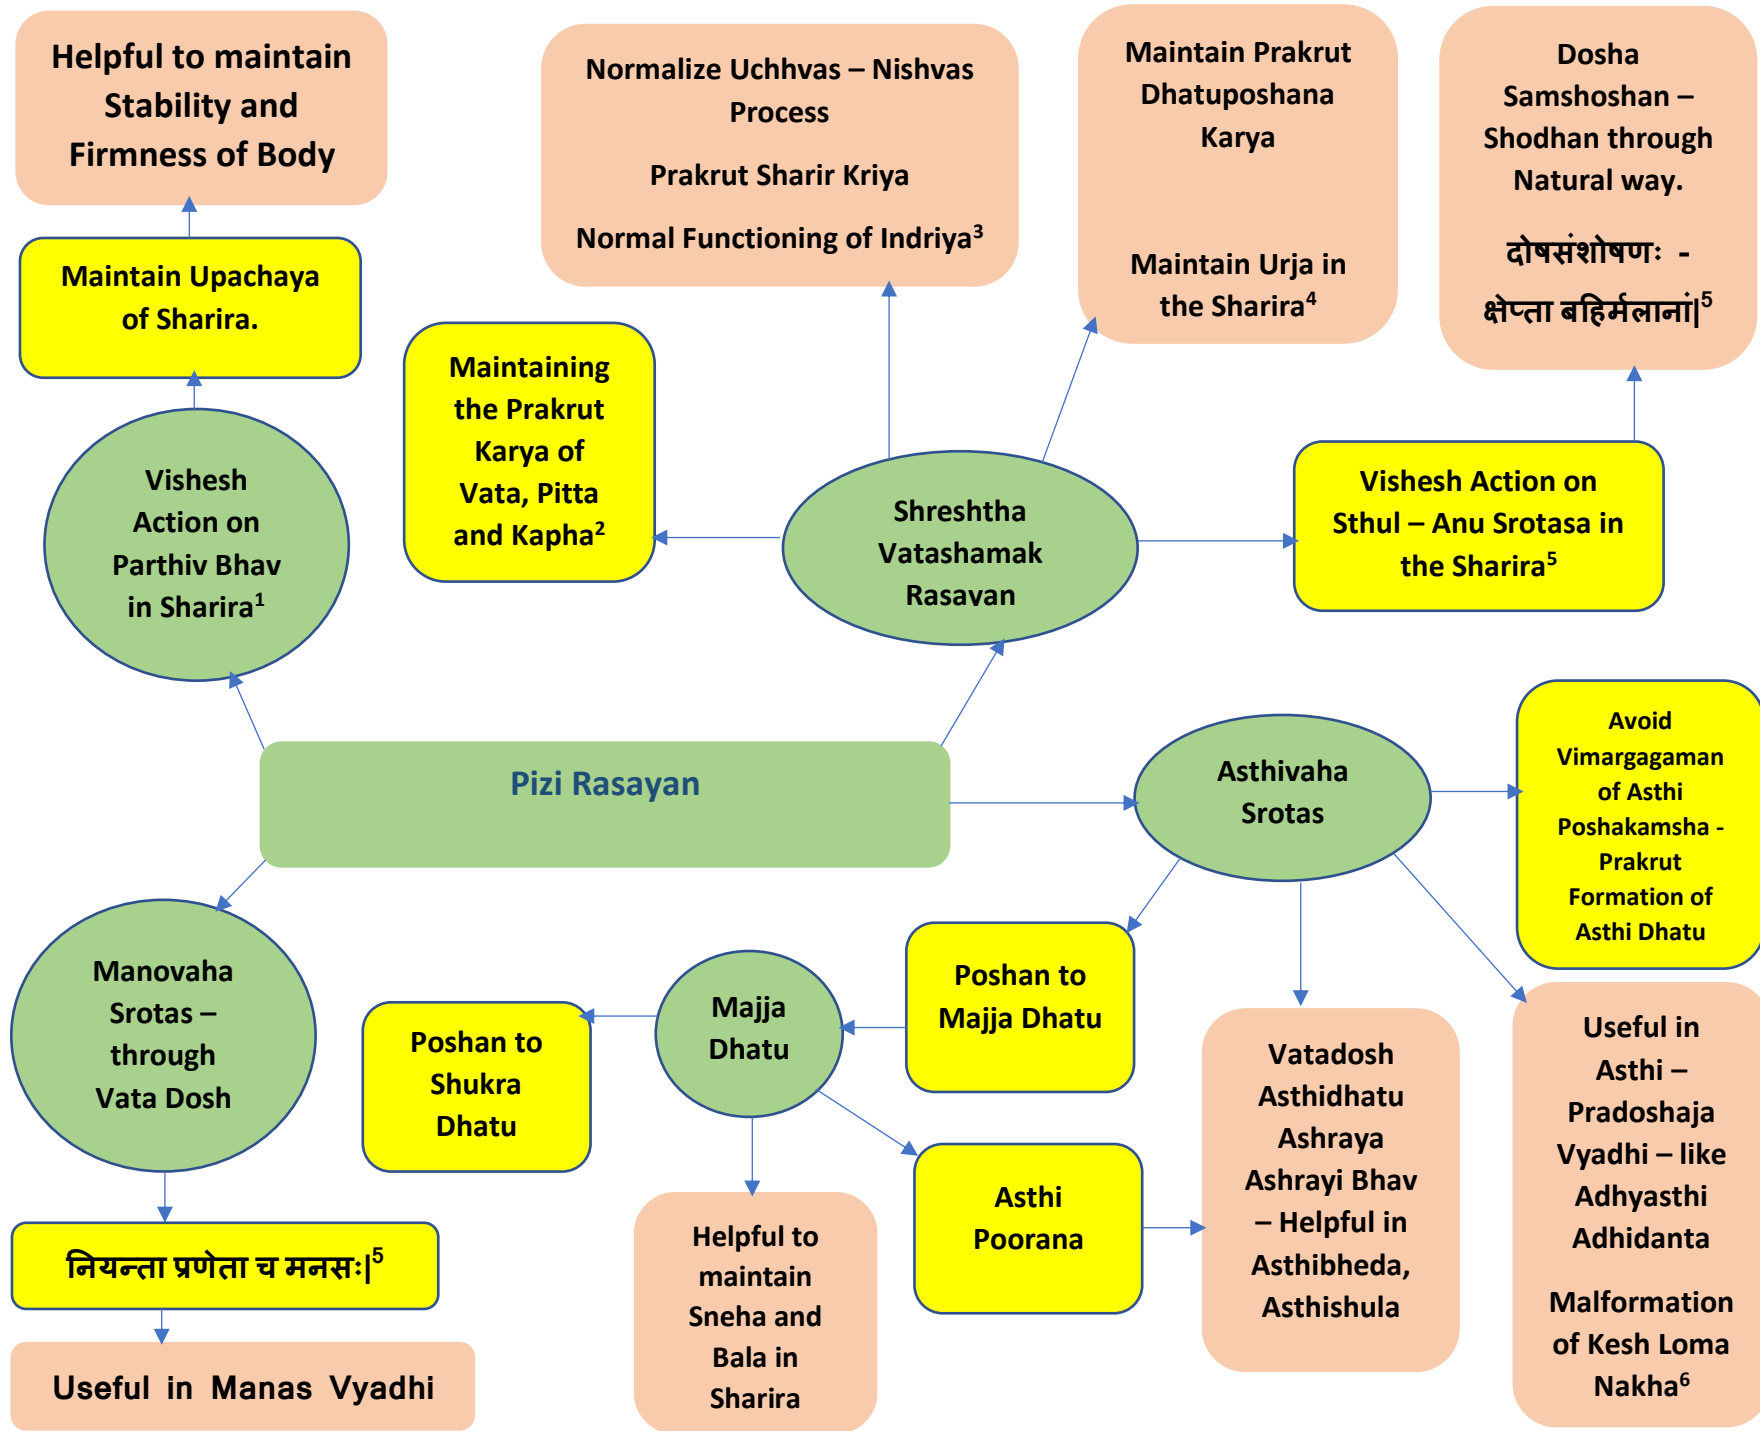 Helpful to maintain
Stability and
Firmness of Body
Normalize Uchhvas – Nishvas
Process
Prakrut Sharir Kriya
Normal Functioning of Indriya³
Maintain Prakrut
Dhatuposhana
Karya
Maintain Urja in
the Sharira⁴
Dosha
Samshoshan –
Shodhan through
Natural way.
दोषसंशोषणः -
क्षेप्ता बहिर्मलानां|⁵
Maintain Upachaya
of Sharira.
Maintaining
the Prakrut
Karya of
Vata, Pitta
and Kapha²
Vishesh
Action on
Parthiv Bhav
in Sharira¹
Shreshtha
Vatashamak
Rasavan
Vishesh Action on
Sthul – Anu Srotasa in
the Sharira⁵
Pizi Rasayan
Asthivaha
Srotas
Avoid
Vimargagaman
of Asthi
Poshakamsha -
Prakrut
Formation of
Asthi Dhatu
Manovaha
Srotas –
through
Vata Dosh
Poshan to
Shukra
Dhatu
Majja
Dhatu
Poshan to
Majja Dhatu
Vatadosh
Asthidhatu
Ashraya
Ashrayi Bhav
– Helpful in
Asthibheda,
Asthishula
Useful in
Asthi –
Pradoshaja
Vyadhi – like
Adhyasthi
Adhidanta
Malformation
of Kesh Loma
Nakha⁶
Asthi
Poorana
Helpful to
maintain
Sneha and
Bala in
Sharira
नियन्ता प्रणेता च मनसः|⁵
Useful in Manas Vyadhi